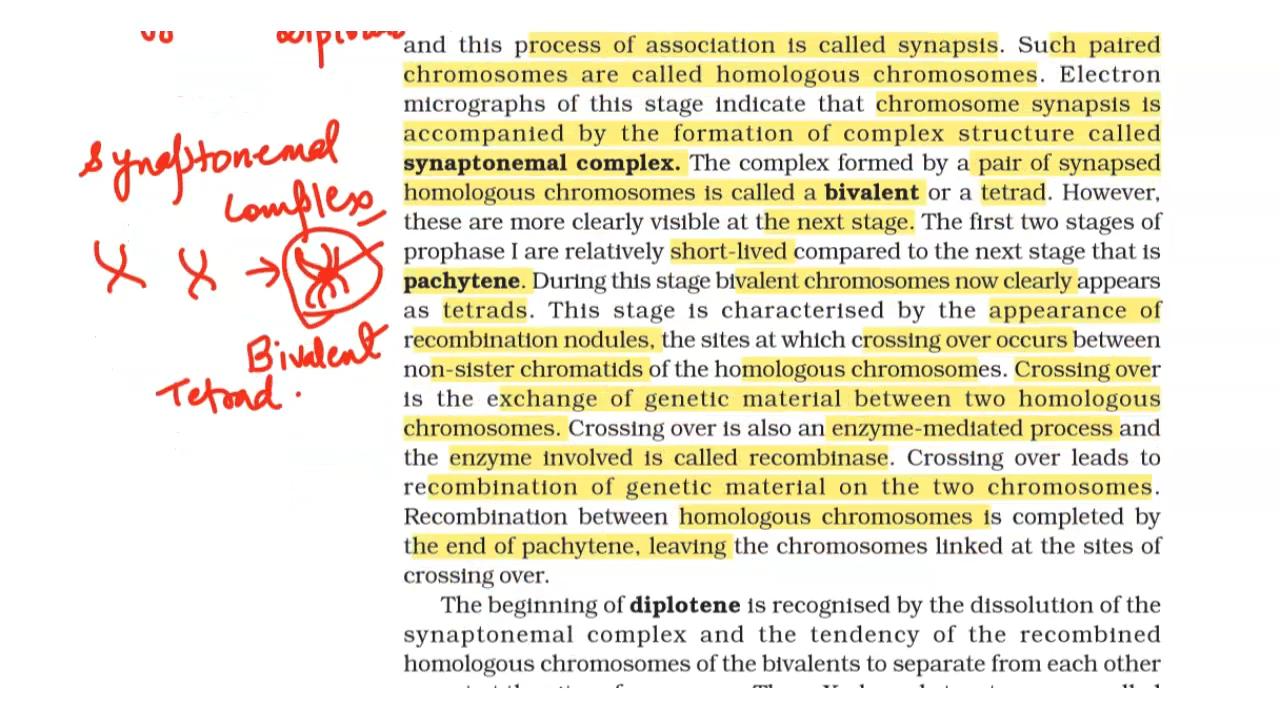 and this process of association is called synapsis. Such paired
chromosomes are called homologous chromosomes. Electron
micrographs of this stage indicate that chromosome synapsis is
accompanied by the formation of complex structure called
synaptonemal complex. The complex formed by a pair of synapsed
homologous chromosomes is called a bivalent or a tetrad. However,
these are more clearly visible at the next stage. The first two stages of
prophase I are relatively short-lived compared to the next stage that is
pachytene. During this stage bivalent chromosomes now clearly appears
as tetrads. This stage is characterised by the appearance of
recombination nodules, the sites at which crossing over occurs between
non-sister chromatids of the homologous chromosomes. Crossing over
is the exchange of genetic material between two homologous
chromosomes. Crossing over is also an enzyme-mediated process and
the enzyme involved is called recombinase. Crossing over leads to
recombination of genetic material on the two chromosomes.
Recombination between homologous chromosomes is completed by
the end of pachytene, leaving the chromosomes linked at the sites of
crossing over.
The beginning of diplotene is recognised by the dissolution of the
synaptonemal complex and the tendency of the recombined
homologous chromosomes of the bivalents to separate from each other
Synaptonemal
Complex
Bivalent
Tetrad.